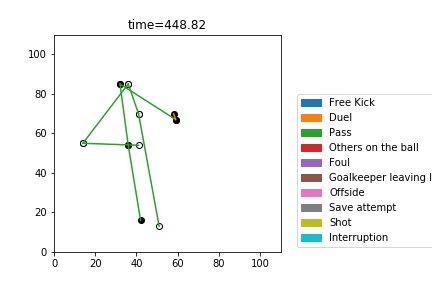 time=448.82
100
80
60
40
20
0
0 20 40 60 80 100
Free Kick
Duel
Pass
Others on the ball
Foul
Goalkeeper leaving l
Offside
Save attempt
Shot
Interruption